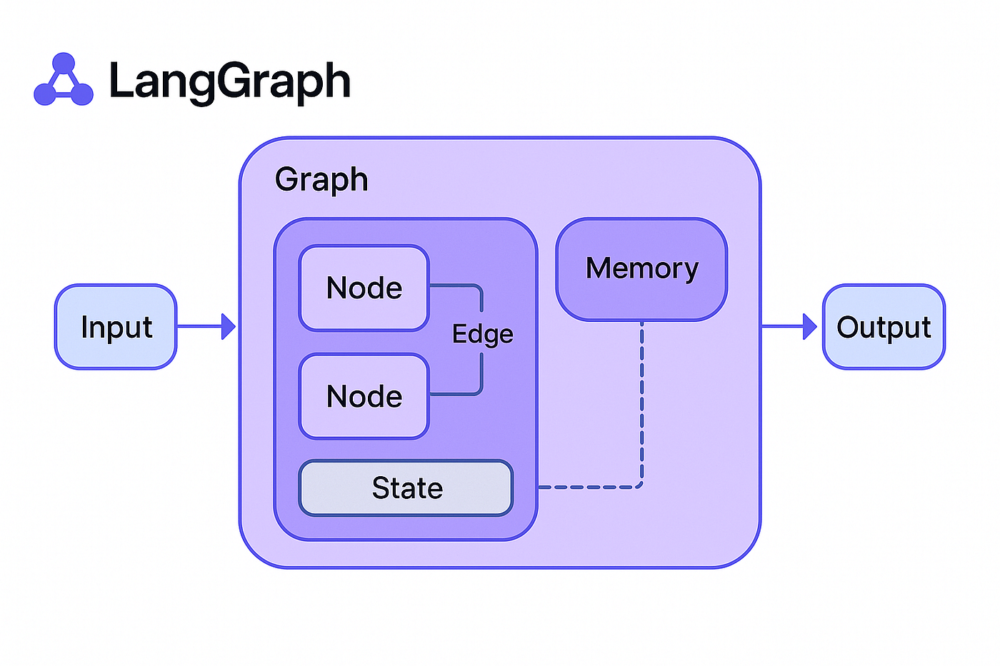 LangGraph
Graph
Node
Memory
Input
Edge
Output
Node
State